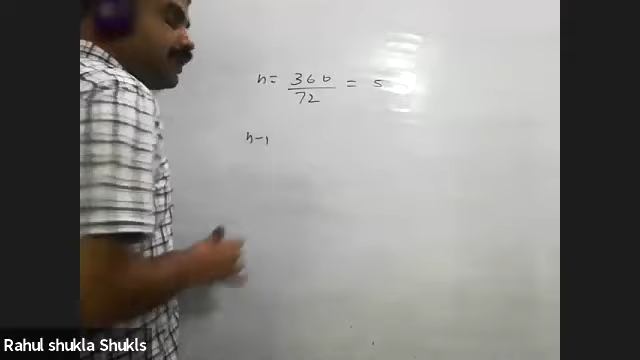 n = 360 / 72 = 5
n-1
Rahul shukla Shukls